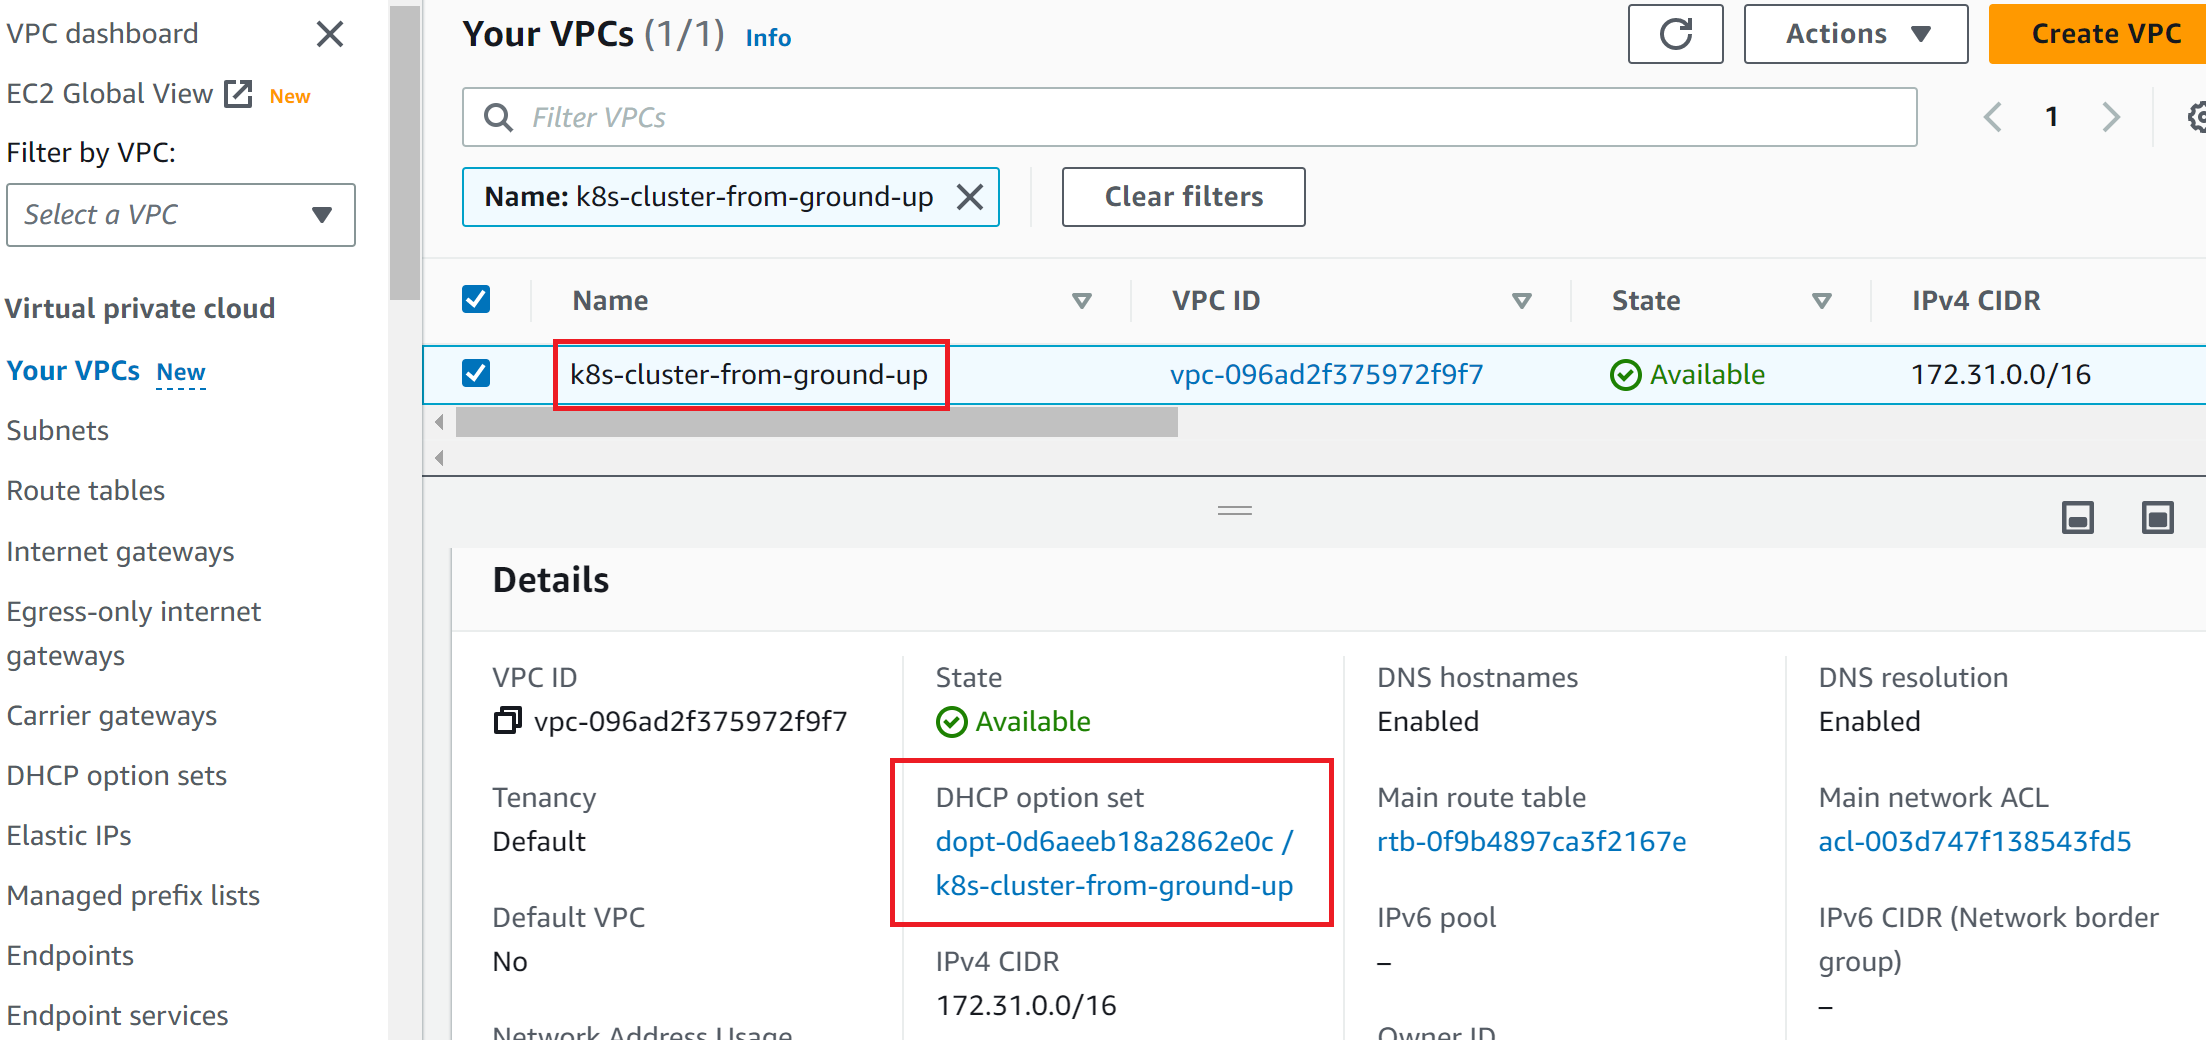 VPC dashboard
EC2 Global View New
Filter by VPC:
Select a VPC
Virtual private cloud
Your VPCs New
Subnets
Route tables
Internet gateways
Egress-only internet
gateways
Carrier gateways
DHCP option sets
Elastic IPs
Managed prefix lists
Endpoints
Endpoint services
Your VPCs (1/1) Info
Actions
Create VPC
Filter VPCs
1
Name: k8s-cluster-from-ground-up
Clear filters
Name VPC ID State IPv4 CIDR
k8s-cluster-from-ground-up vpc-096ad2f375972f9f7 Available 172.31.0.0/16
Details
VPC ID
vpc-096ad2f375972f9f7
State
Available
DNS hostnames
Enabled
DNS resolution
Enabled
Tenancy
Default
DHCP option set
dopt-0d6aeeb18a2862e0c /
k8s-cluster-from-ground-up
Main route table
rtb-0f9b4897ca3f2167e
Main network ACL
acl-003d747f138543fd5
Default VPC
No
IPv4 CIDR
172.31.0.0/16
IPv6 pool
–
IPv6 CIDR (Network border
group)
–
Network Address Usage
Owner ID